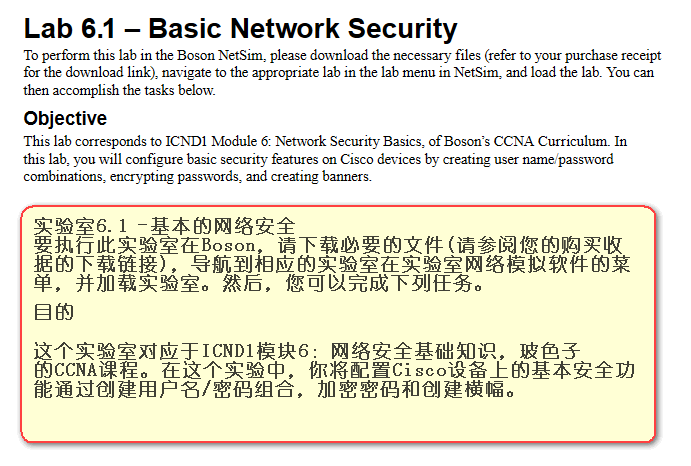 Lab 6.1 – Basic Network Security
To perform this lab in the Boson NetSim, please download the necessary files (refer to your purchase receipt
for the download link), navigate to the appropriate lab in the lab menu in NetSim, and load the lab. You can
then accomplish the tasks below.
Objective
This lab corresponds to ICND1 Module 6: Network Security Basics, of Boson’s CCNA Curriculum. In
this lab, you will configure basic security features on Cisco devices by creating user name/password
combinations, encrypting passwords, and creating banners.
实验室6.1 -基本的网络安全
要执行此实验室在Boson，请下载必要的文件(请参阅您的购买收
据的下载链接)，导航到相应的实验室在实验室网络模拟软件的菜
单，并加载实验室。然后，您可以完成下列任务。
目的
这个实验室对应于ICND1模块6: 网络安全基础知识，玻色子
的CCNA课程。在这个实验中，你将配置Cisco设备上的基本安全功
能通过创建用户名/密码组合，加密密码和创建横幅。